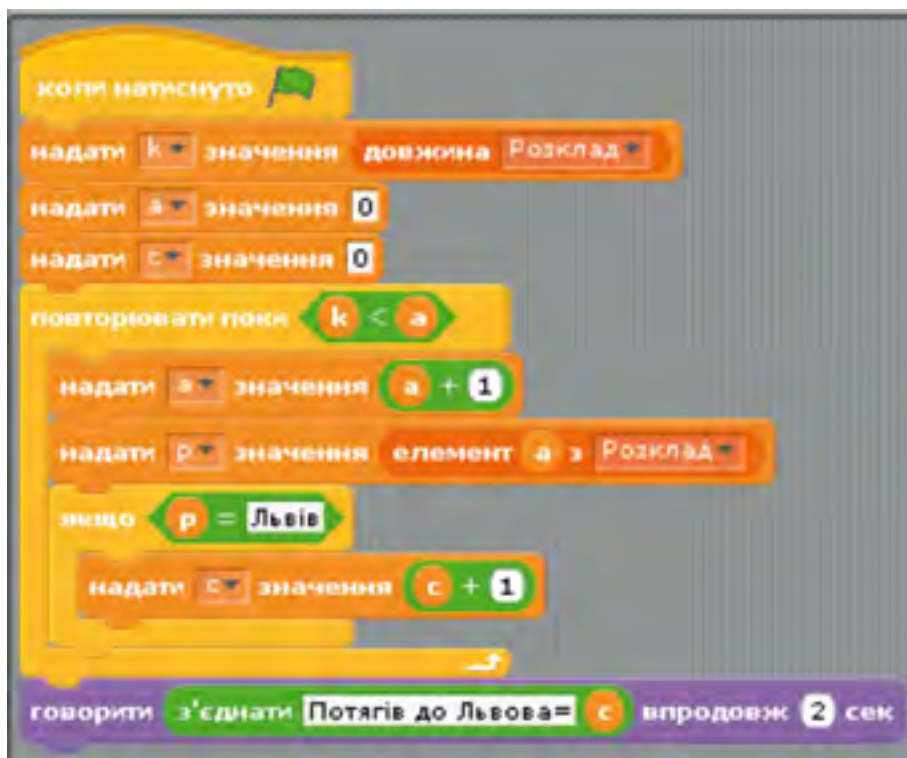 коли натиснуто
надати k значення довжина Розклад
надати a значення 0
надати c значення 0
повторювати поки k < a
надати a значення a + 1
надати p значення елемент a з Розклад
якщо p = Львів
надати c значення c + 1
говорити з'єднати Потягів до Львова= c впродовж 2 сек